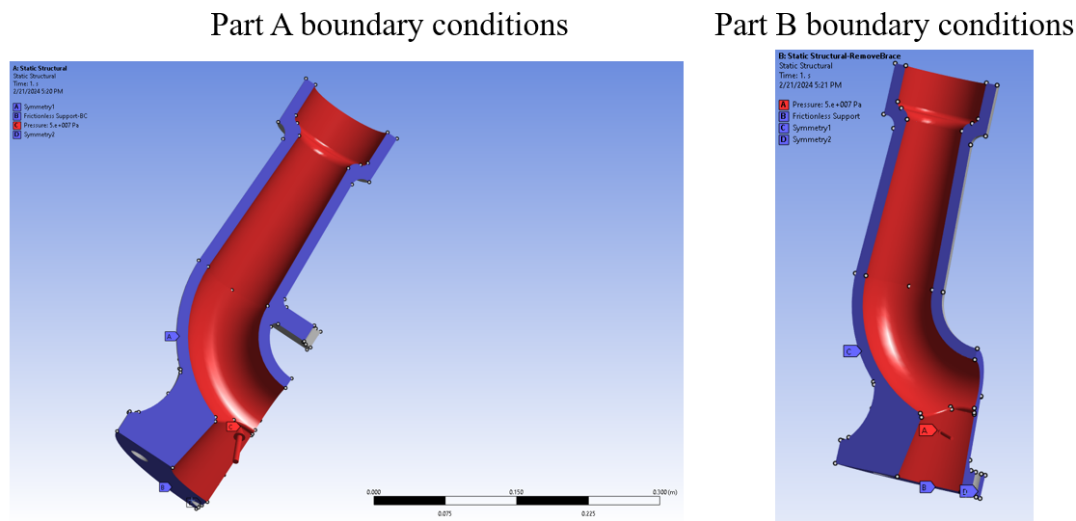 Part A boundary conditions
A: Static Structural
Static Structural
Time: 1. s
2/21/2024 5:20 PM
A Symmetry1
B Frictionless Support-BC
C Pressure: 5.e+007 Pa
D Symmetry2
A
C
B
0.000
0.150
0.300 (m)
0.075
0.225
Part B boundary conditions
B: Static Structural-RemoveBrace
Static Structural
Time: 1. s
2/21/2024 5:21 PM
A Pressure: 5.e+007 Pa
B Frictionless Support
C Symmetry1
D Symmetry2
C
A
B
D